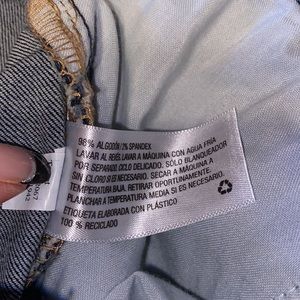 98% ALGODÓN / 2% SPANDEX
LAVAR AL REVÉS. LAVAR A MÁQUINA CON AGUA FRÍA
POR SEPARADO. CICLO DELICADO. SÓLO BLANQUEADOR
SIN CLORO SI ES NECESARIO. SECAR A MÁQUINA A
TEMPERATURA BAJA. RETIRAR OPORTUNAMENTE.
PLANCHAR A TEMPERATURA MEDIA SI ES NECESARIO.
ETIQUETA ELABORADA CON PLÁSTICO
100 % RECICLADO